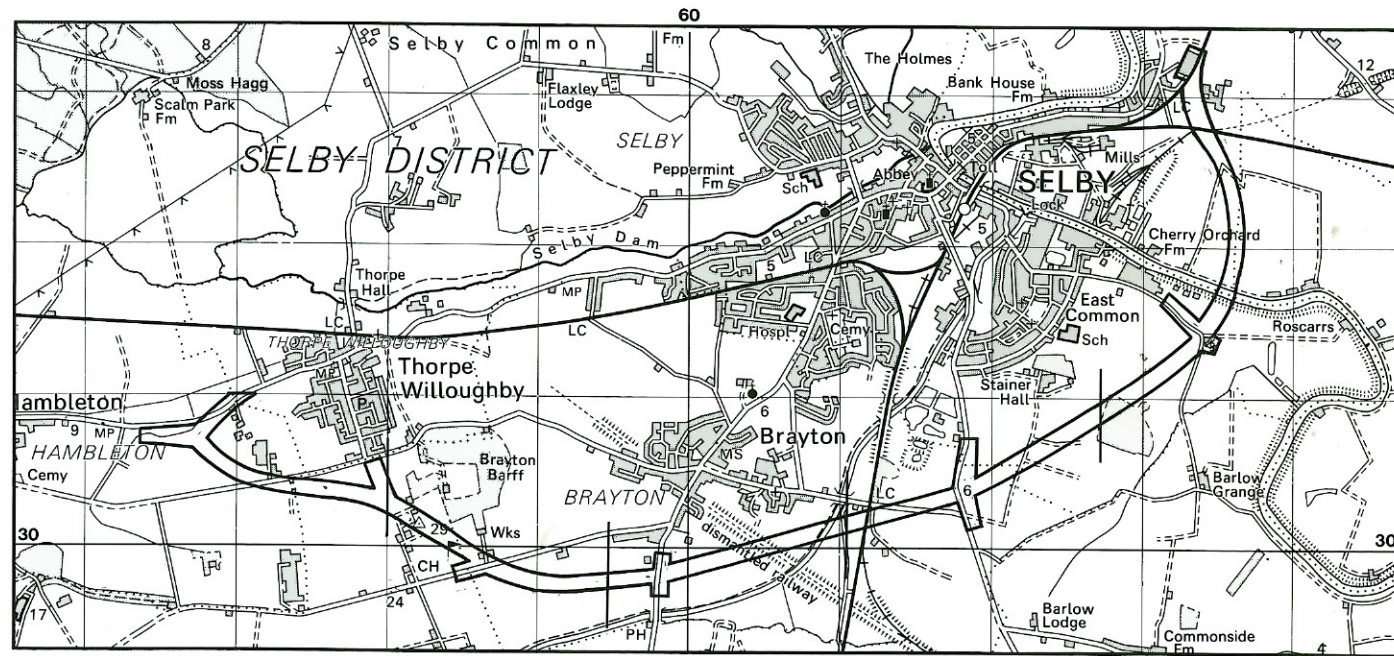 60
8
Selby Common
Fm
The Holmes
12
Moss Hagg
Scalm Park
Fm
Flaxley
Lodge
Bank House
Fm
LC
SELBY DISTRICT
SELBY
Peppermint
Fm
Sch
Abbey
Toll
Mills
SELBY
Lock
5
Cherry Orchard
Fm
Selby Dam
Thorpe
Hall
MP
5
LC
LC
LC
East
Common
Roscarrs
Hospl
Cemy
Sch
THORPE WILLOUGHBY
MP
Thorpe
Willoughby
P
Stainer
Hall
Hambleton
9
MP
6
HAMBLETON
Brayton
MS
Cemy
Brayton
Barff
BRAYTON
LC
6
Barlow
Grange
29
Wks
30
30
dismantled railway
CH
24
17
PH
Barlow
Lodge
Commonside
Fm
4